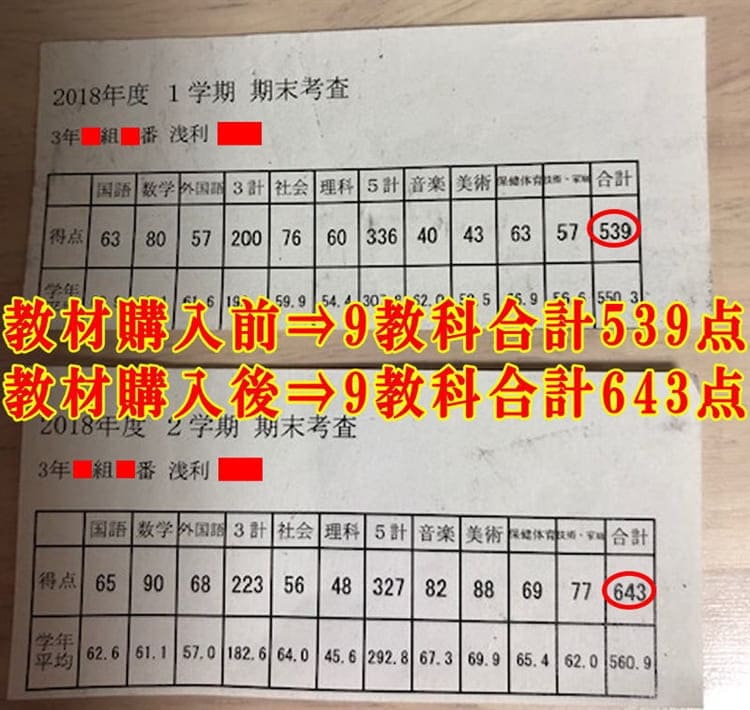 2018年度 1学期 期末考査
3年 組 番 浅利
国語 数学 外国語 3計 社会 理科 5計 音楽 美術 保健体育 技術・家庭 合計
得点 63 80 57 200 76 60 336 40 43 63 57 539
学年 59.9 54.4 550.3
教材購入前⇒9教科合計539点
教材購入後⇒9教科合計643点
2018年度 2学期 期末考査
3年 組 番 浅利
国語 数学 外国語 3計 社会 理科 5計 音楽 美術 保健体育 技術・家庭 合計
得点 65 90 68 223 56 48 327 82 88 69 77 643
学年
平均 62.6 61.1 57.0 182.6 64.0 45.6 292.8 67.3 69.9 65.4 62.0 560.9